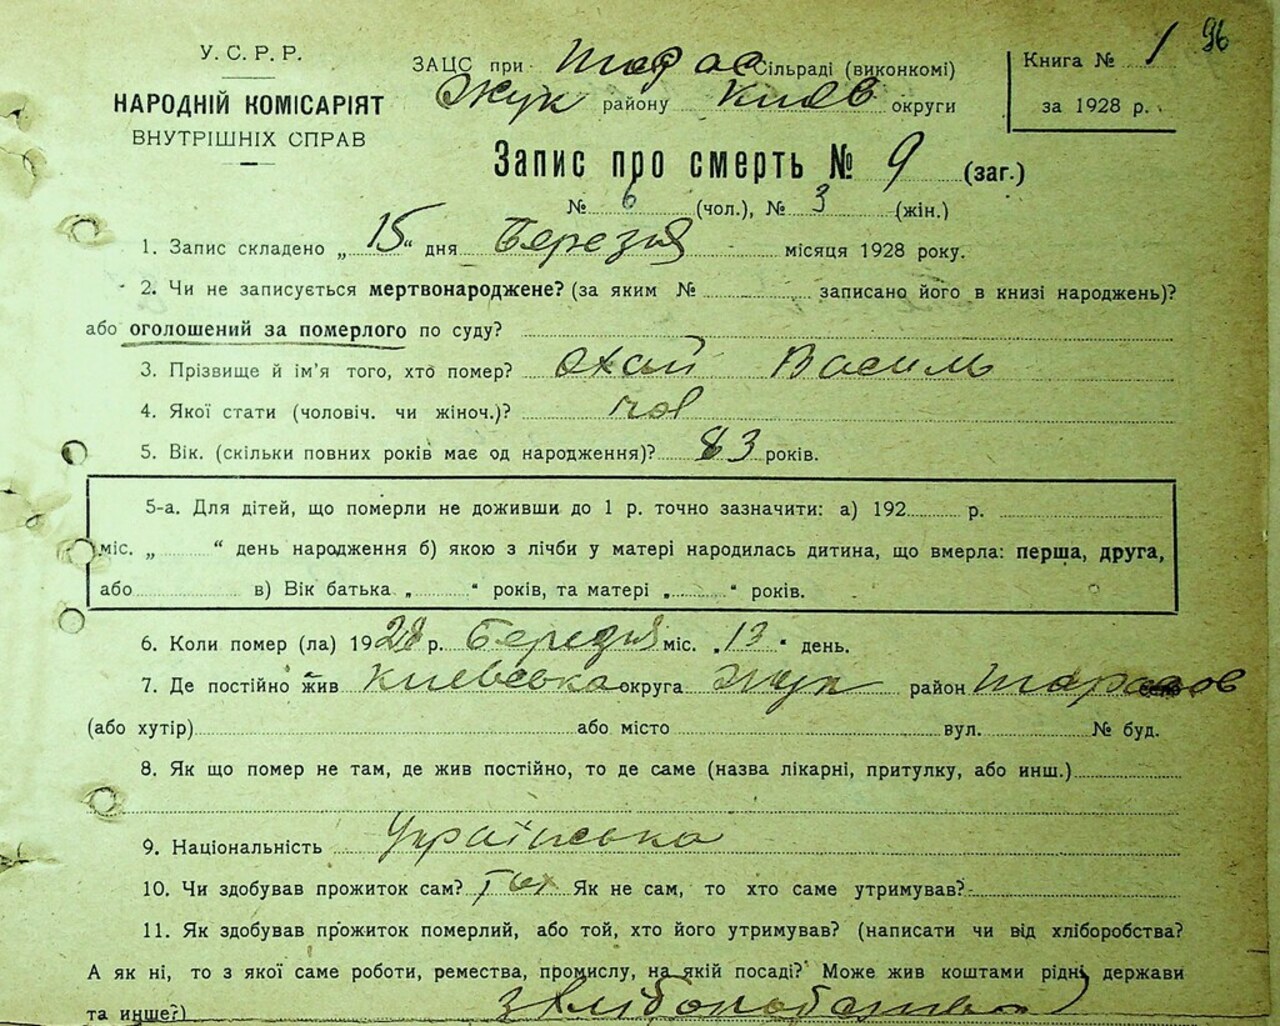 96
У. С. Р. Р.
НАРОДНІЙ КОМІСАРІЯТ
ВНУТРІШНІХ СПРАВ
ЗАЦС при Тарас Сільраді (виконкомі)
Жук району Київ округи
Книга № 1
за 1928 р.
Запис про смерть № 9 (заг.)
№ 6 (чол.), № 3 (жін.)
1. Запис складено „ 15 “ дня Березня місяця 1928 року.
2. Чи не записується мертвонароджене? (за яким № записано його в книзі народжень)?
або оголошений за померлого по суду?
3. Прізвище й ім'я того, хто помер? Охай Василь
4. Якої стати (чоловіч. чи жіноч.)? чол
5. Вік. (скільки повних років має од народження)? 83 років.
5-а. Для дітей, що померли не доживши до 1 р. точно зазначити: а) 192 р.
міс. „ “ день народження б) якою з лічби у матері народилась дитина, що вмерла: перша, друга,
або в) Вік батька „ “ років, та матері „ “ років.
6. Коли помер (ла) 1928 р. Березня міс. „13 “ день.
7. Де постійно жив Київська округа Жук район Тарасов
(або хутір) або місто вул. № буд.
8. Як що помер не там, де жив постійно, то де саме (назва лікарні, притулку, або инш.)
9. Національність Українська
10. Чи здобував прожиток сам? Так Як не сам, то хто саме утримував?
11. Як здобував прожиток померлий, або той, хто його утримував? (написати чи від хліборобства?
А як ні, то з якої саме роботи, ремества, промислу, на якій посаді? Може жив коштами рідні, держави
та инше?) з хліборобства